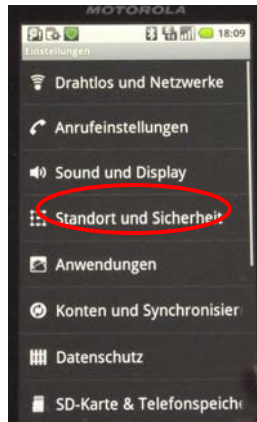 MOTOROLA
18:09
Einstellungen
Drahtlos und Netzwerke
Anrufeinstellungen
Sound und Display
Standort und Sicherheit
Anwendungen
Konten und Synchronisier
Datenschutz
SD-Karte & Telefonspeiche